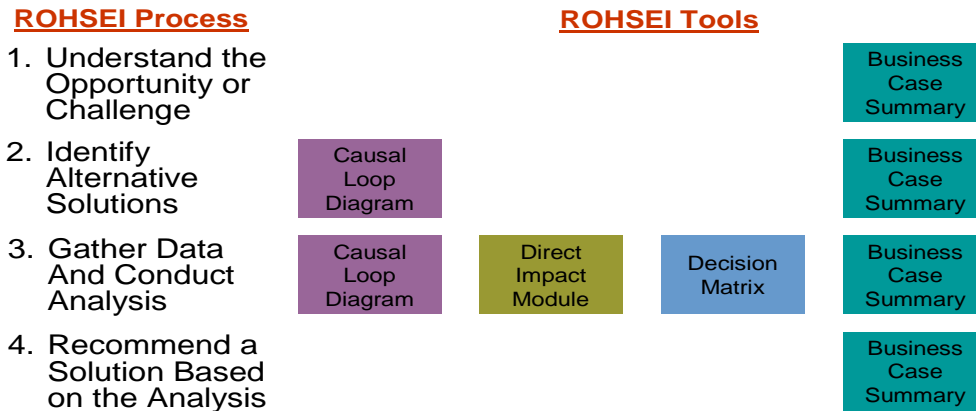 ROHSEI Process
ROHSEI Tools
1. Understand the
Opportunity or
Challenge
Business
Case
Summary
2. Identify
Alternative
Solutions
Causal
Loop
Diagram
Business
Case
Summary
3. Gather Data
And Conduct
Analysis
Causal
Loop
Diagram
Direct
Impact
Module
Decision
Matrix
Business
Case
Summary
4. Recommend a
Solution Based
on the Analysis
Business
Case
Summary